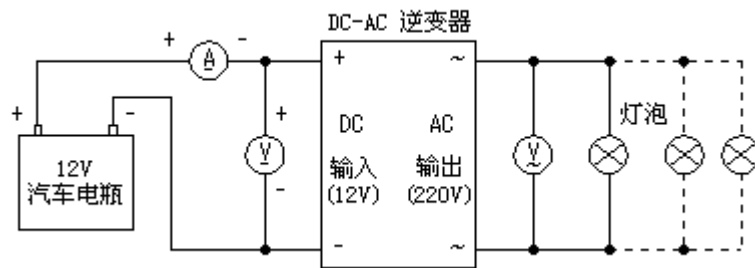 DC-AC 逆变器
+ A -
+ ~
+ -
12V
汽车电瓶
+
V
-
DC AC
输入 输出
(12V) (220V)
- ~
V
灯泡